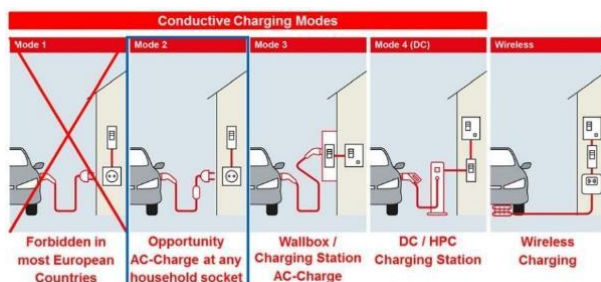 Conductive Charging Modes
Mode 1
Mode 2
Mode 3
Mode 4 (DC)
Wireless
Forbidden in
most European
Countries
Opportunity
AC-Charge at any
household socket
Wallbox /
Charging Station
AC-Charge
DC / HPC
Charging Station
Wireless
Charging